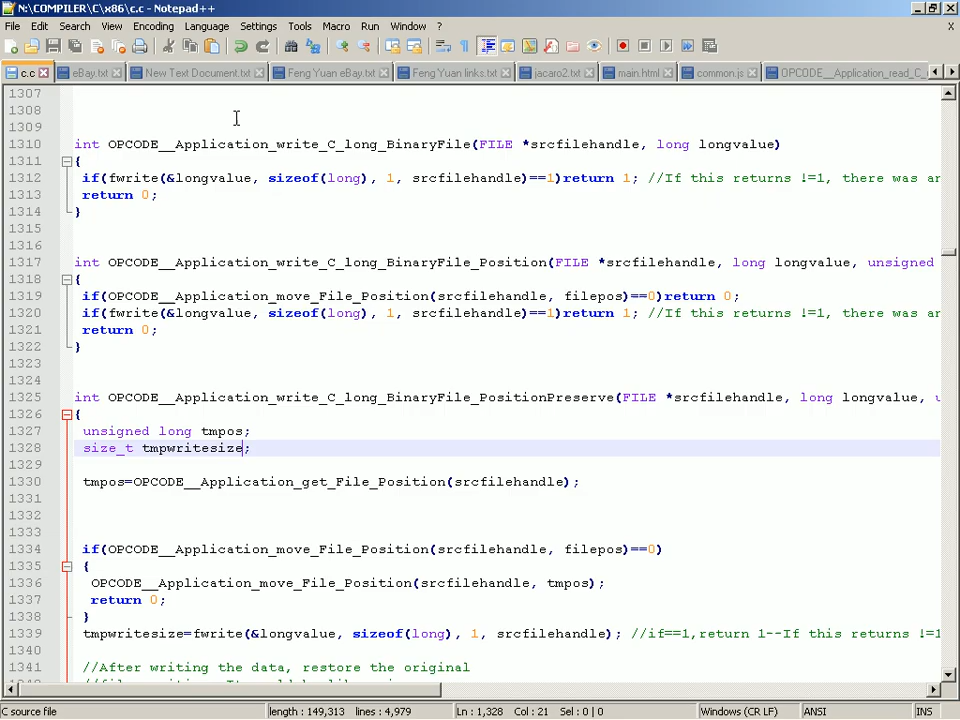 N:\COMPILER\C\x86\c.c - Notepad++
File Edit Search View Encoding Language Settings Tools Macro Run Window ?
X
c.c eBay.txt New Text Document.txt Feng Yuan eBay.txt Feng Yuan links.txt jacaro2.txt main.html common.js OPCODE__Application_read_C_
1307
1308
1309
1310 int OPCODE__Application_write_C_long_BinaryFile(FILE *srcfilehandle, long longvalue)
1311 {
1312 if(fwrite(&longvalue, sizeof(long), 1, srcfilehandle)==1)return 1; //If this returns !=1, there was an
1313 return 0;
1314 }
1315
1316
1317 int OPCODE__Application_write_C_long_BinaryFile_Position(FILE *srcfilehandle, long longvalue, unsigned
1318 {
1319 if(OPCODE__Application_move_File_Position(srcfilehandle, filepos)==0)return 0;
1320 if(fwrite(&longvalue, sizeof(long), 1, srcfilehandle)==1)return 1; //If this returns !=1, there was an
1321 return 0;
1322 }
1323
1324
1325 int OPCODE__Application_write_C_long_BinaryFile_PositionPreserve(FILE *srcfilehandle, long longvalue, u
1326 {
1327 unsigned long tmpos;
1328 size_t tmpwritesize;
1329
1330 tmpos=OPCODE__Application_get_File_Position(srcfilehandle);
1331
1332
1333
1334 if(OPCODE__Application_move_File_Position(srcfilehandle, filepos)==0)
1335 {
1336 OPCODE__Application_move_File_Position(srcfilehandle, tmpos);
1337 return 0;
1338 }
1339 tmpwritesize=fwrite(&longvalue, sizeof(long), 1, srcfilehandle); //if==1,return 1--If this returns !=1
1340
1341 //After writing the data, restore the original
C source file length : 149,313 lines : 4,979 Ln : 1,328 Col : 21 Sel : 0 | 0 Windows (CR LF) ANSI INS